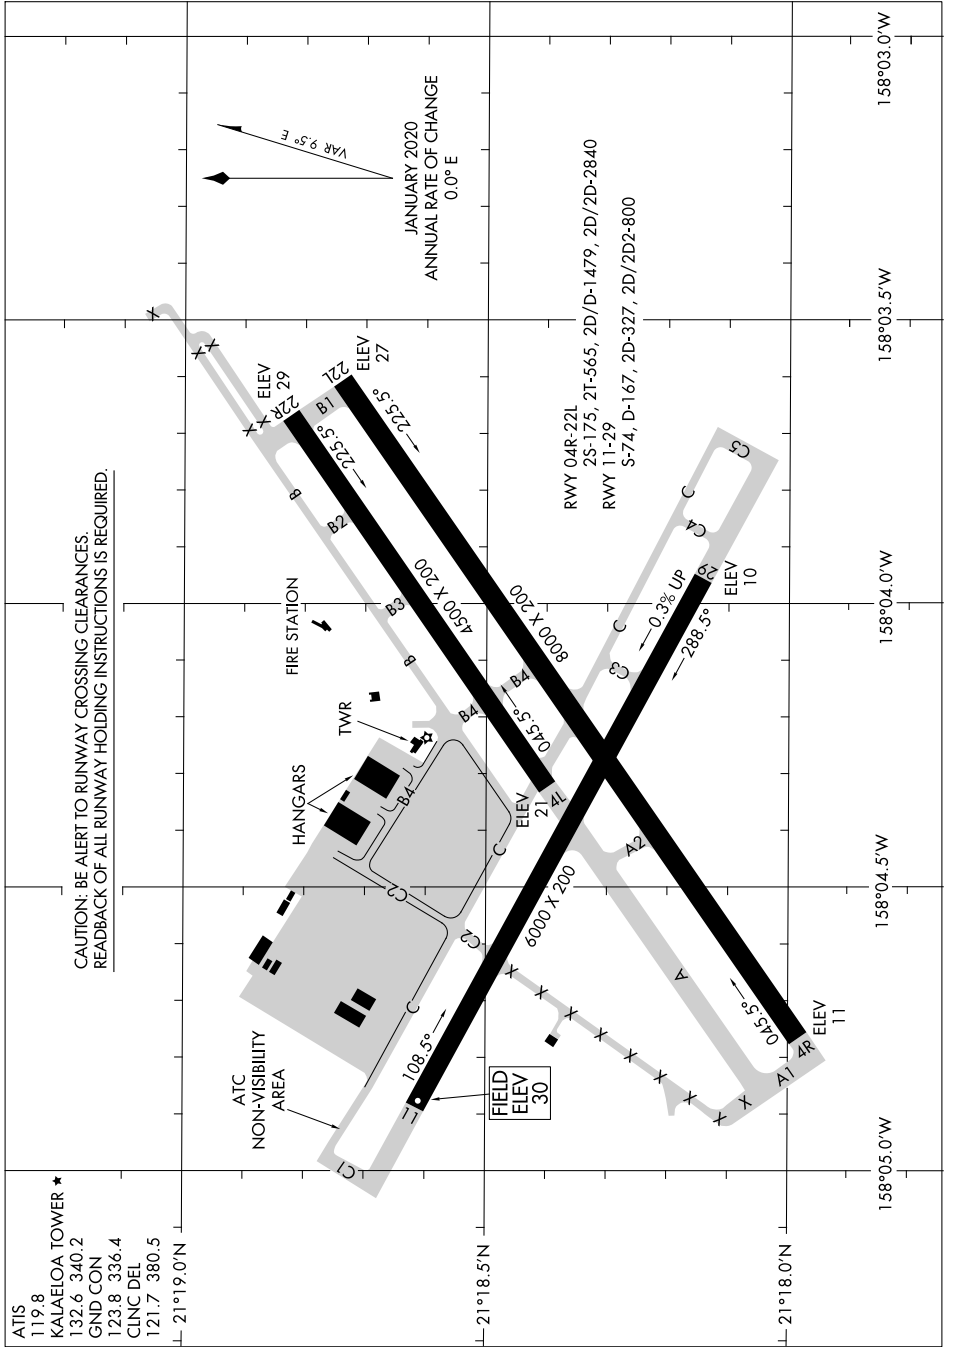 ATIS
119.8
KALAELOA TOWER ★
132.6 340.2
GND CON
123.8 336.4
CLNC DEL
121.7 380.5
CAUTION: BE ALERT TO RUNWAY CROSSING CLEARANCES.
READBACK OF ALL RUNWAY HOLDING INSTRUCTIONS IS REQUIRED.
JANUARY 2020
ANNUAL RATE OF CHANGE
0.0° E
VAR 9.5° E
21°19.0'N
21°18.5'N
21°18.0'N
158°05.0'W
158°04.5'W
158°04.0'W
158°03.5'W
158°03.0'W
ATC
NON-VISIBILITY
AREA
HANGARS
TWR
FIRE STATION
FIELD
ELEV
30
C1
11
108.5°
C
C2
C2
C
B4
B4
B4
B
B3
B2
B
B1
ELEV
29
22R
225.5°
4500 X 200
045.5°
4L
ELEV
21
ELEV
27
22L
225.5°
8000 X 200
045.5°
4R
ELEV
11
6000 X 200
A
A1
A2
C3
C
C4
C
C5
0.3% UP
288.5°
29
ELEV
10
RWY 04R-22L
2S-175, 2T-565, 2D/D-1479, 2D/2D-2840
RWY 11-29
S-74, D-167, 2D-327, 2D/2D2-800
X
X
X
X
X
X
X
X
X
X
X
X
X
X